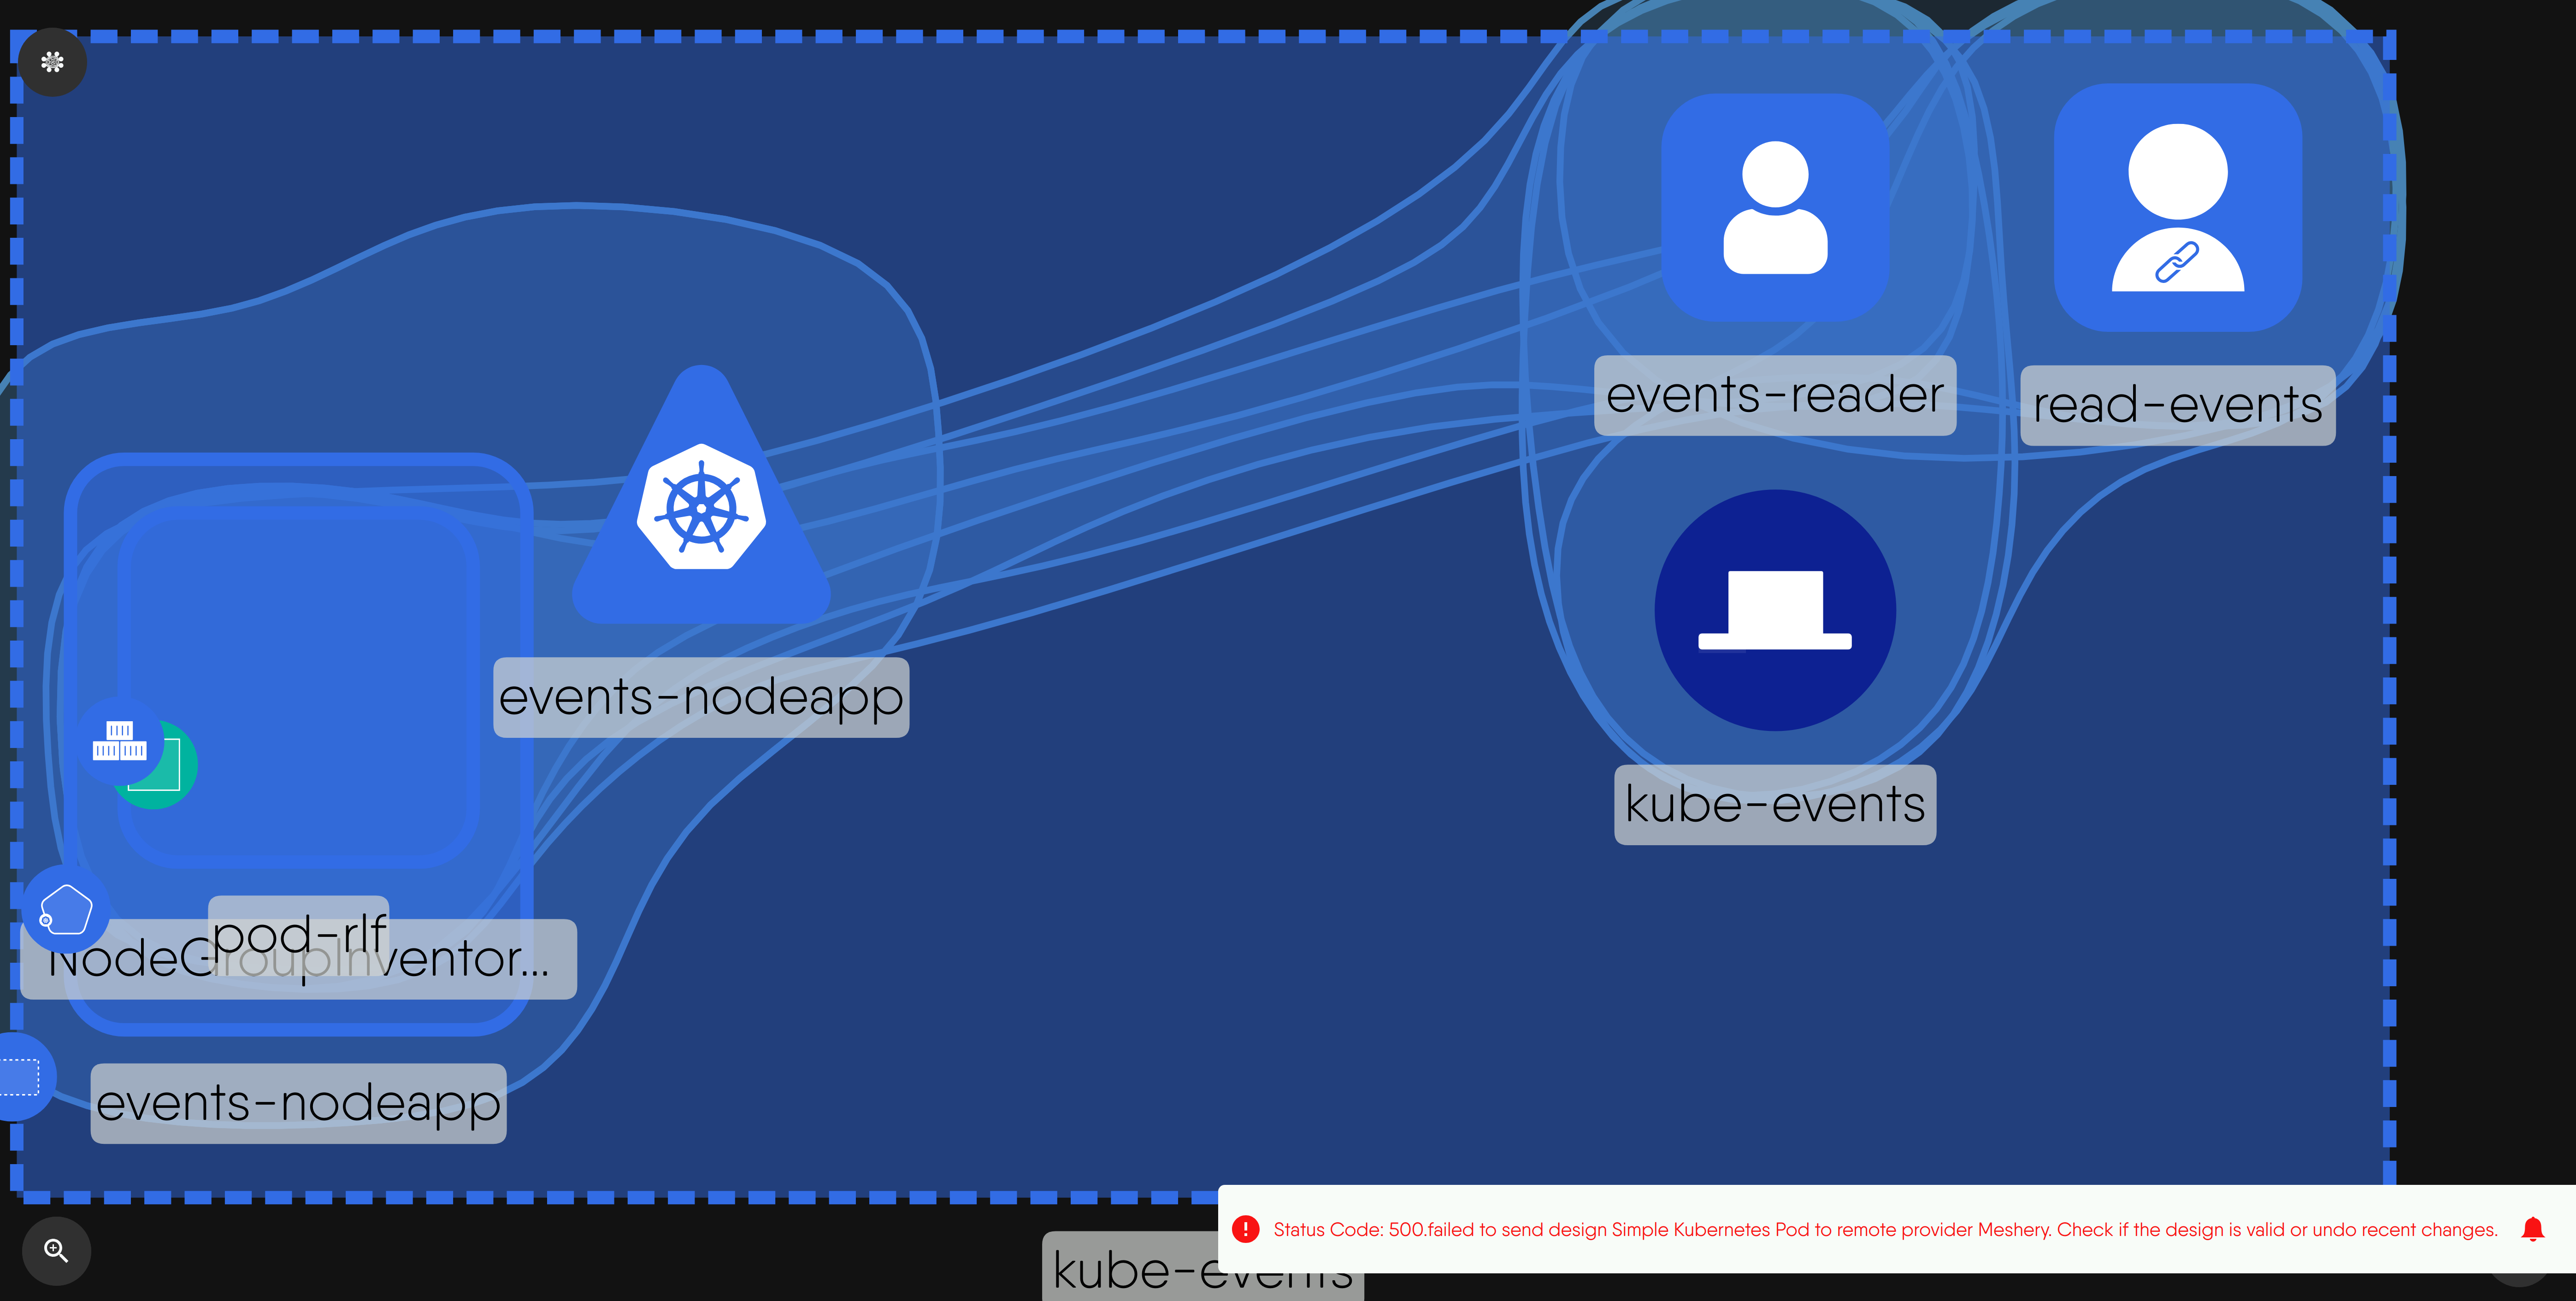 events-reader
read-events
events-nodeapp
kube-events
pod-rlf
NodeGroupInventor...
events-nodeapp
Status Code: 500.failed to send design Simple Kubernetes Pod to remote provider Meshery. Check if the design is valid or undo recent changes.
kube-events